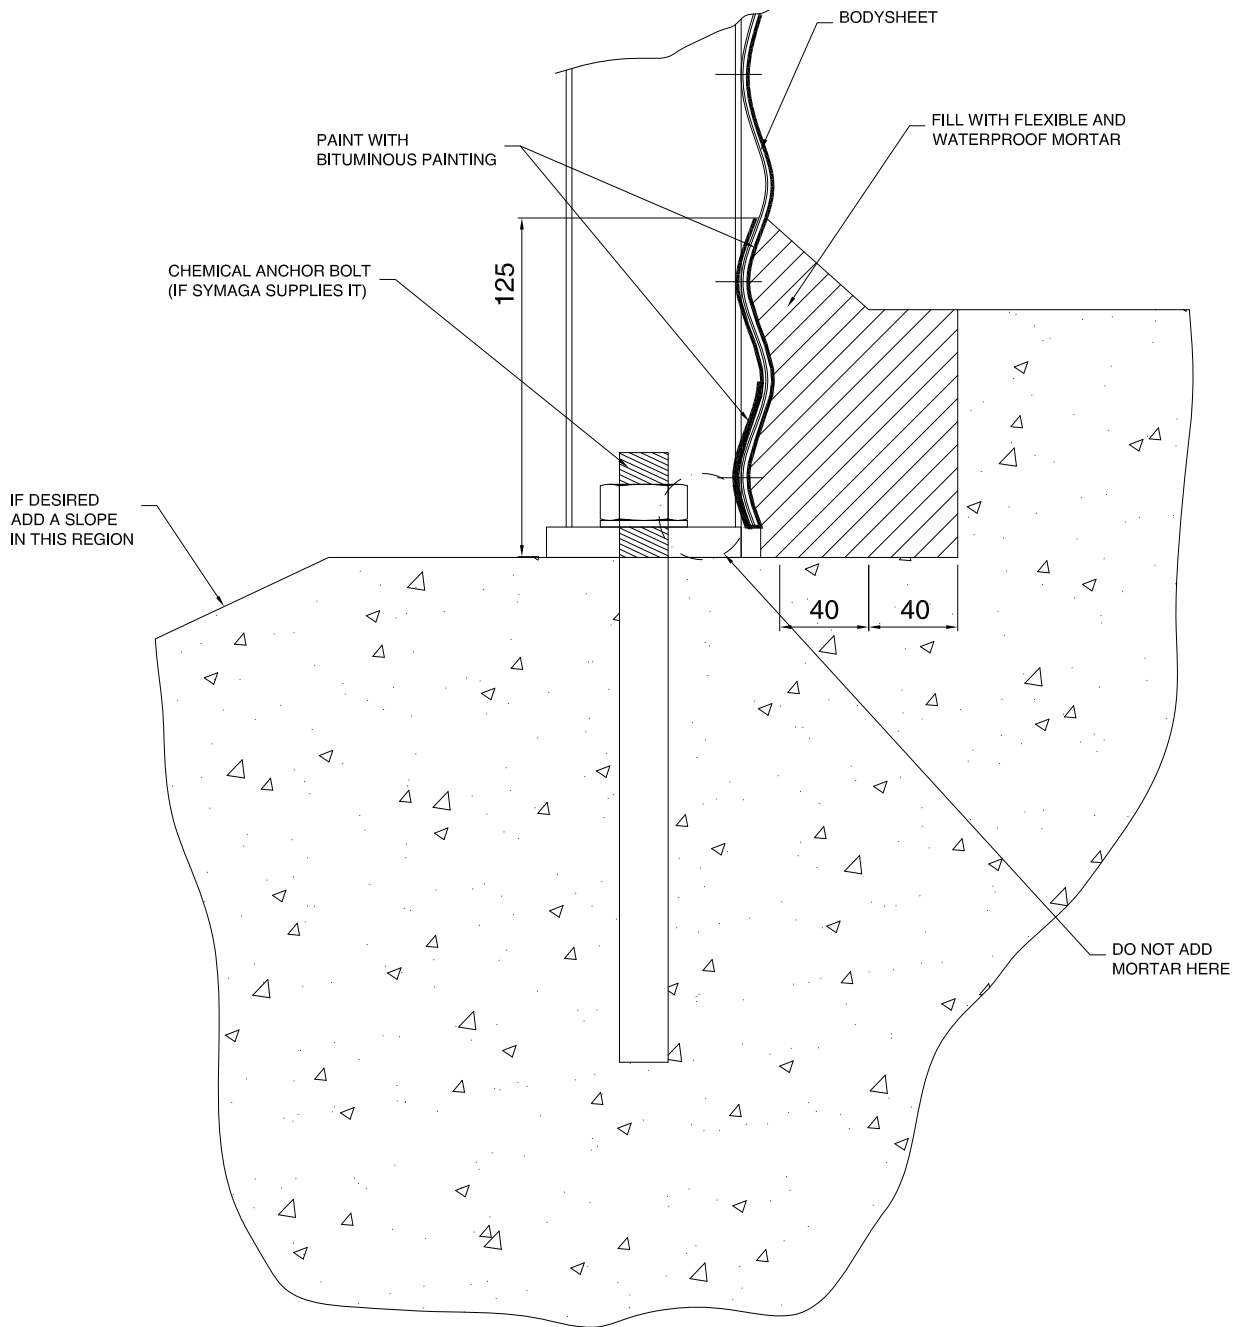 BODYSHEET
FILL WITH FLEXIBLE AND
WATERPROOF MORTAR
PAINT WITH
BITUMINOUS PAINTING
CHEMICAL ANCHOR BOLT
(IF SYMAGA SUPPLIES IT)
125
IF DESIRED
ADD A SLOPE
IN THIS REGION
40
40
DO NOT ADD
MORTAR HERE